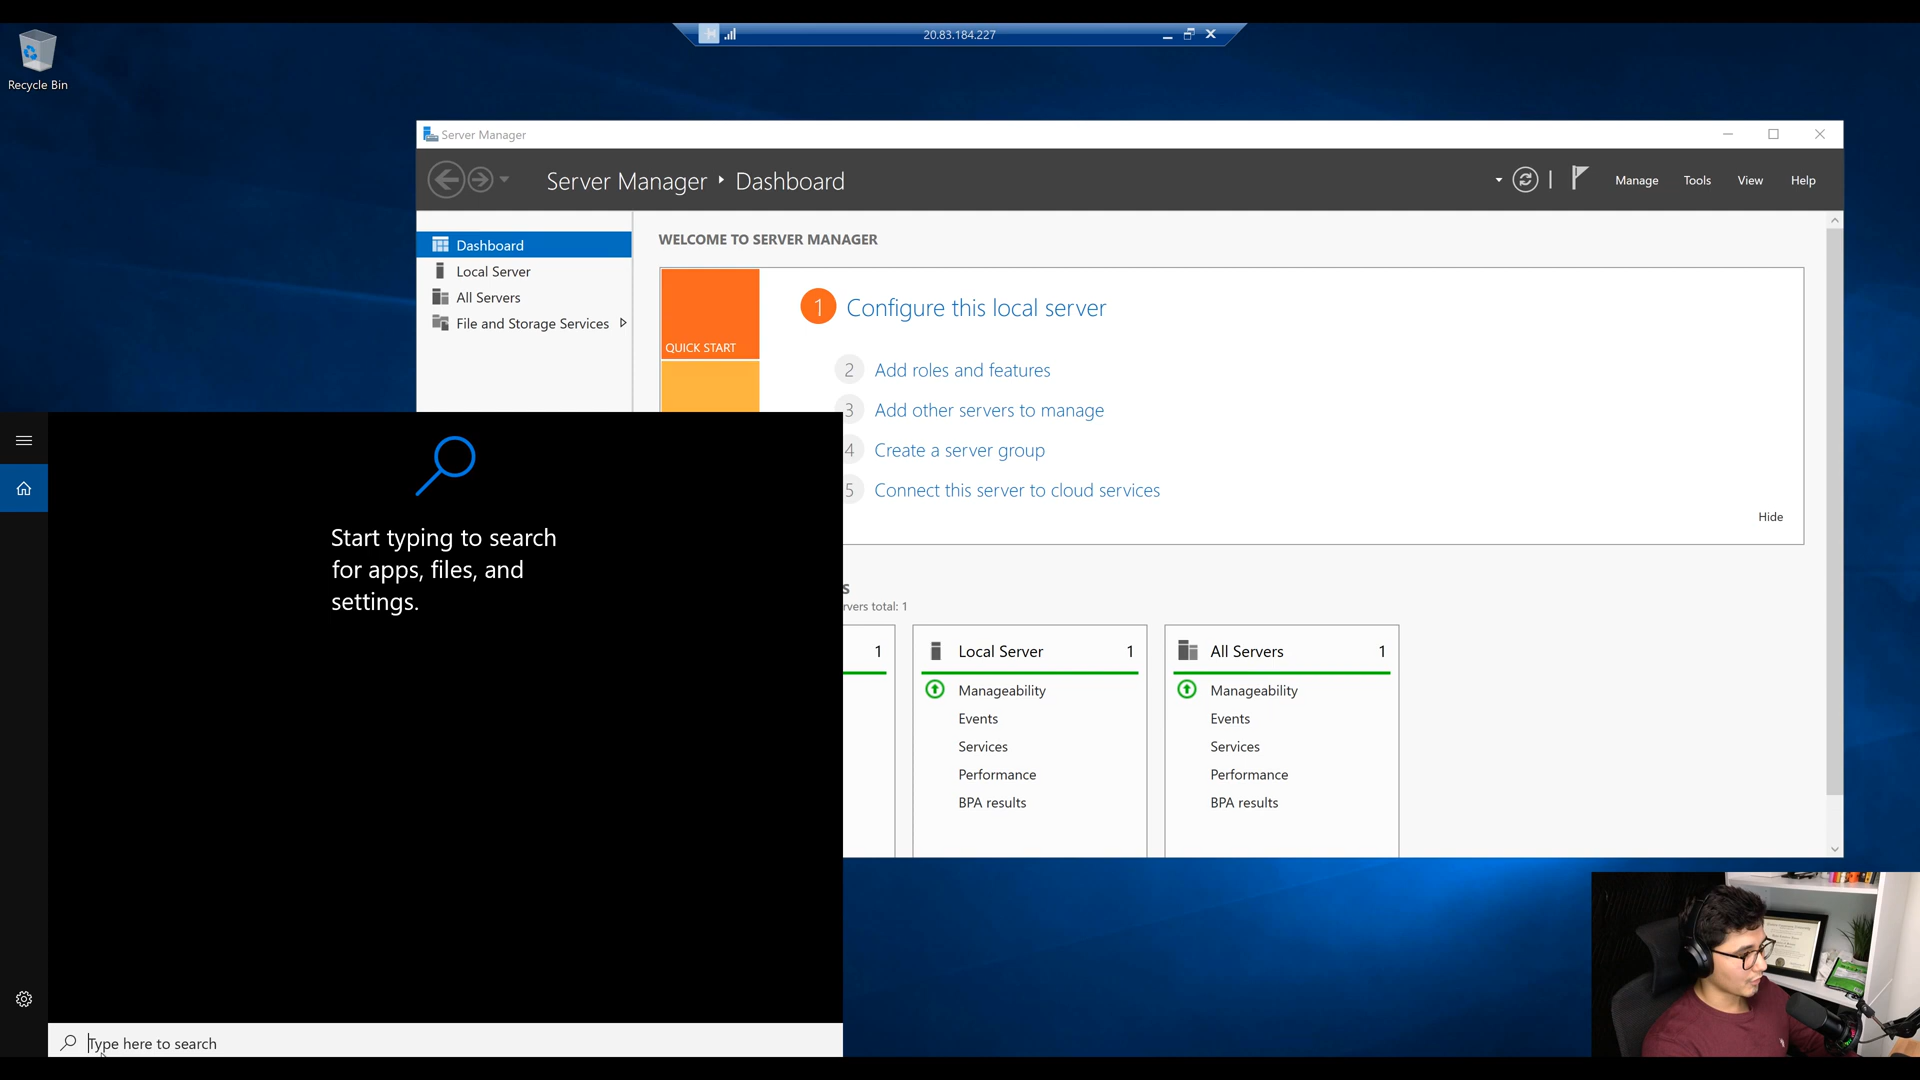 20.83.184.227
Recycle Bin
Server Manager
Server Manager Dashboard
Manage Tools View Help
Dashboard
Local Server
All Servers
File and Storage Services
WELCOME TO SERVER MANAGER
QUICK START
1 Configure this local server
2 Add roles and features
3 Add other servers to manage
4 Create a server group
5 Connect this server to cloud services
Hide
Start typing to search
for apps, files, and
settings.
S
rvers total: 1
1
Local Server 1
Manageability
Events
Services
Performance
BPA results
All Servers 1
Manageability
Events
Services
Performance
BPA results
Type here to search